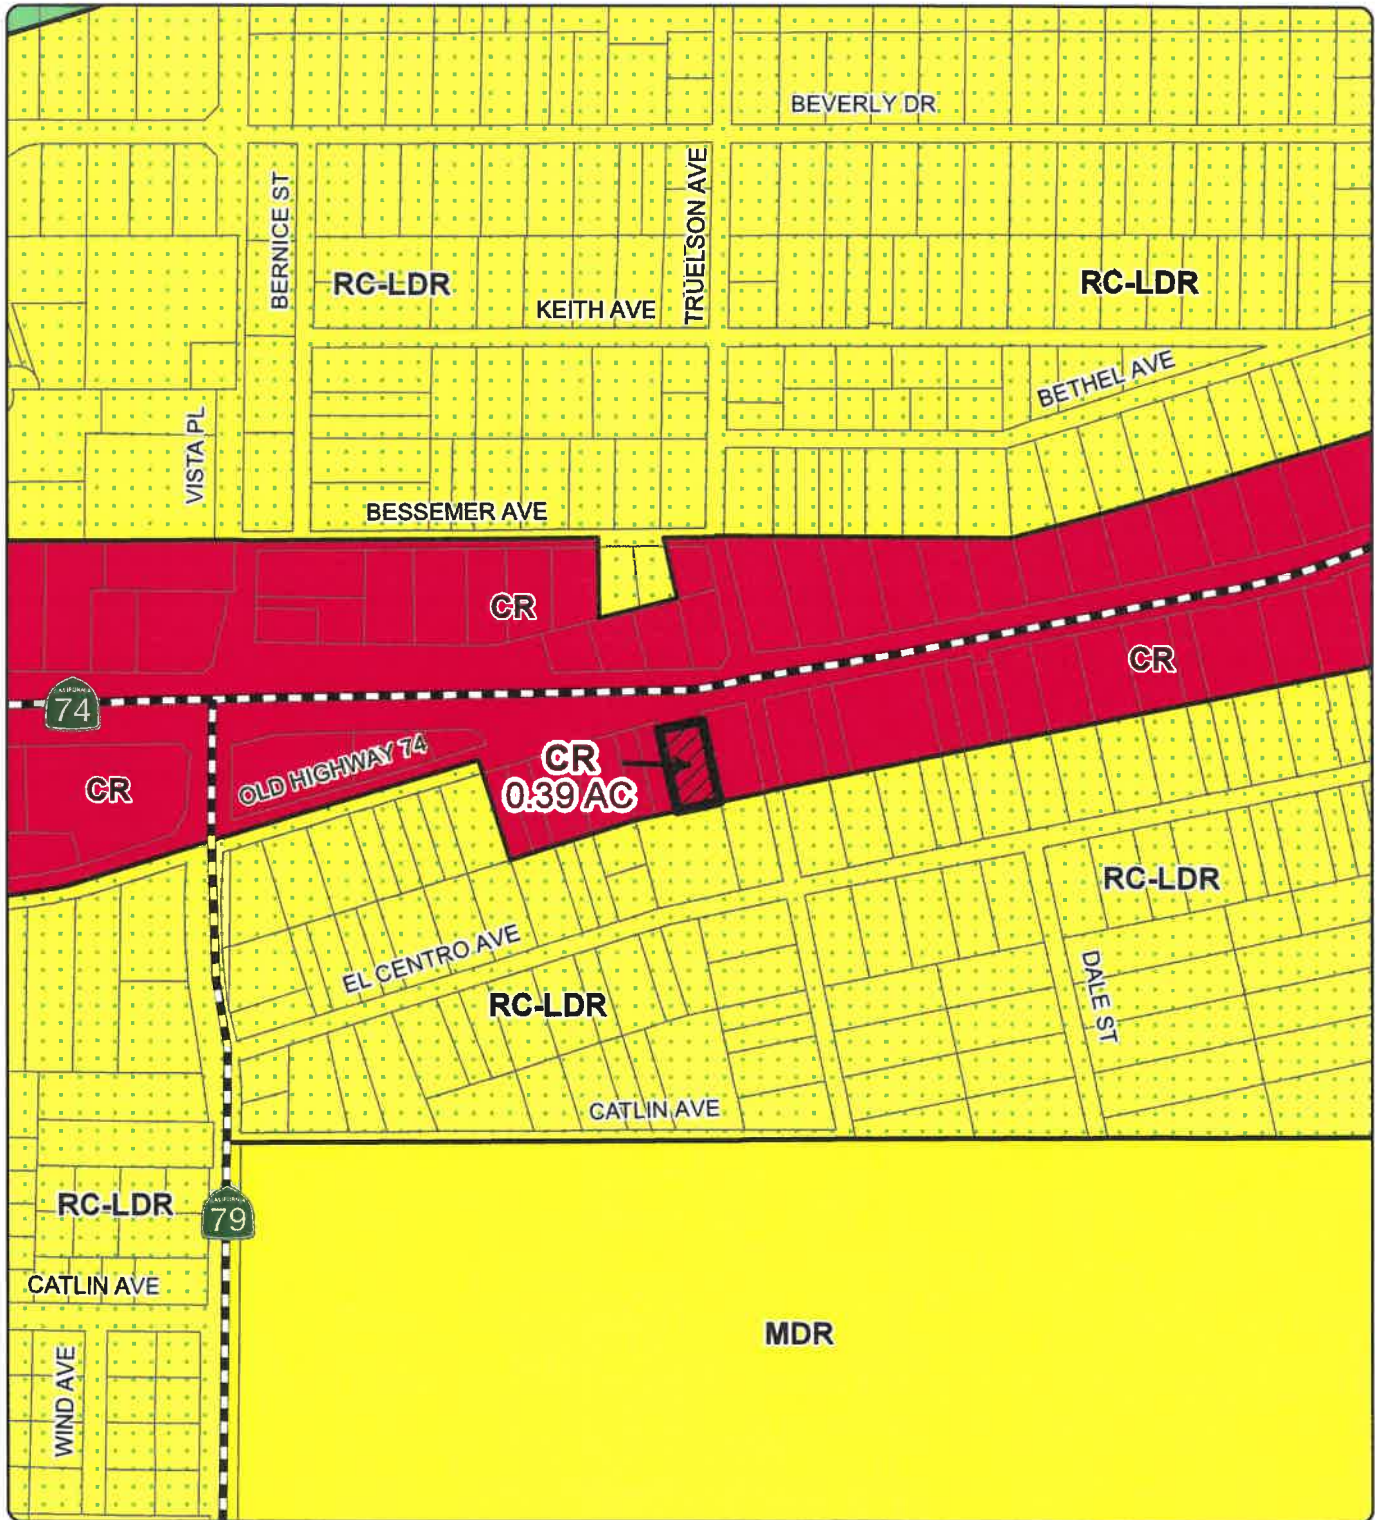 BEVERLY DR
BERNICE ST
TRUELSON AVE
RC-LDR
RC-LDR
KEITH AVE
BETHEL AVE
VISTA PL
BESSEMER AVE
CR
CR
CALIFORNIA
74
OLD HIGHWAY 74
CR
0.39 AC
CR
RC-LDR
EL CENTRO AVE
DALE ST
RC-LDR
CATLIN AVE
RC-LDR
CALIFORNIA
79
CATLIN AVE
MDR
WIND AVE